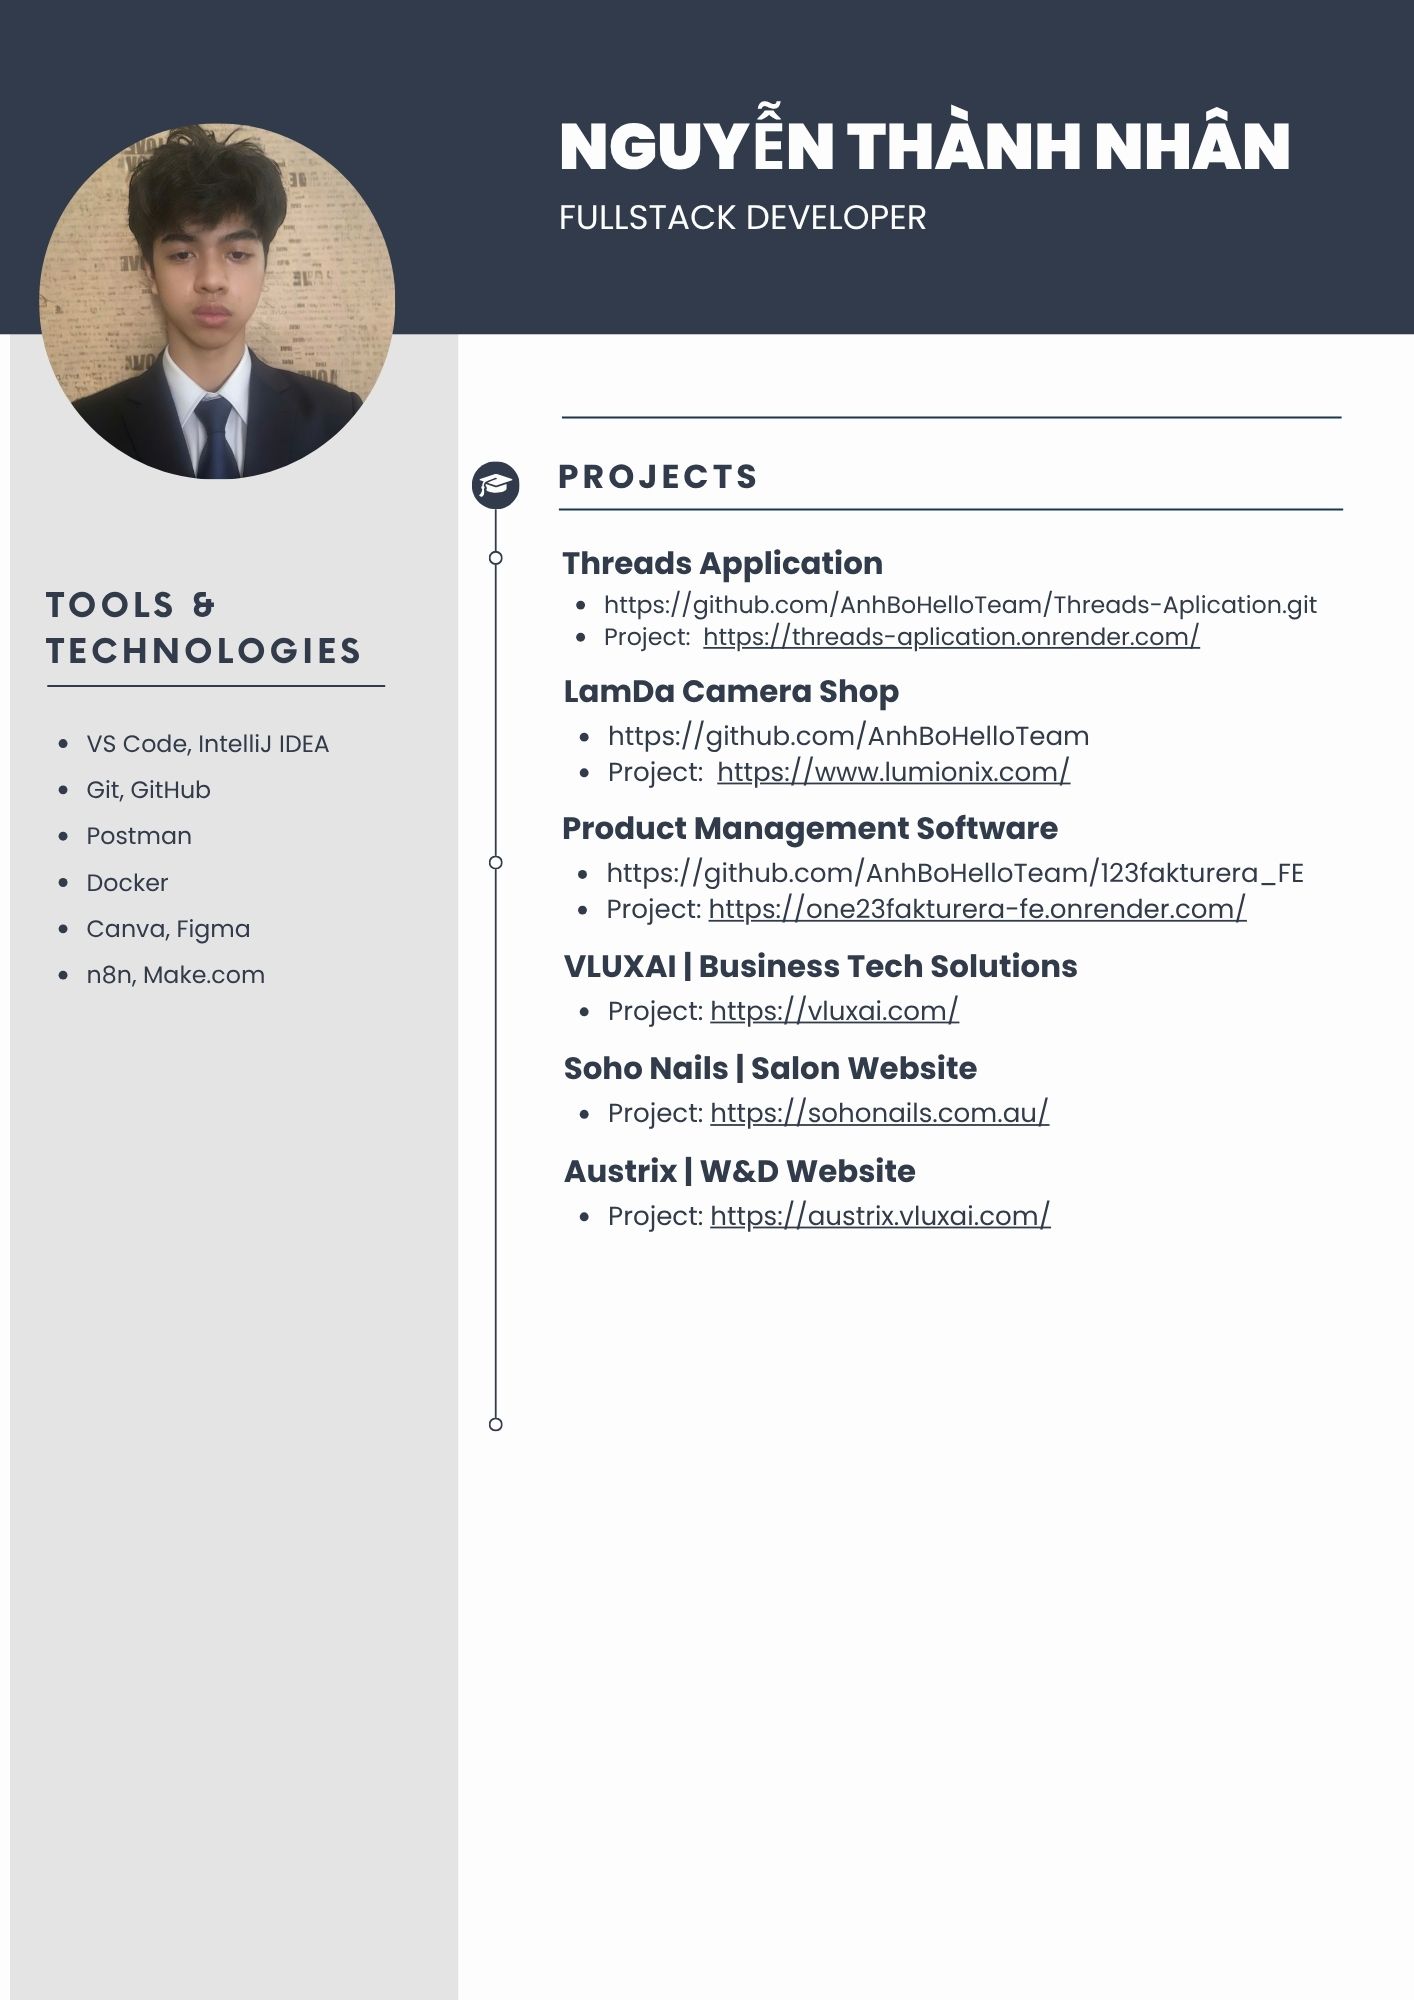 NGUYỄN THÀNH NHÂN
FULLSTACK DEVELOPER
TOOLS &
TECHNOLOGIES
• VS Code, IntelliJ IDEA
• Git, GitHub
• Postman
• Docker
• Canva, Figma
• n8n, Make.com
PROJECTS
Threads Application
• https://github.com/AnhBoHelloTeam/Threads-Aplication.git
• Project: https://threads-aplication.onrender.com/
LamDa Camera Shop
• https://github.com/AnhBoHelloTeam
• Project: https://www.lumionix.com/
Product Management Software
• https://github.com/AnhBoHelloTeam/123fakturera_FE
• Project: https://one23fakturera-fe.onrender.com/
VLUXAI | Business Tech Solutions
• Project: https://vluxai.com/
Soho Nails | Salon Website
• Project: https://sohonails.com.au/
Austrix | W&D Website
• Project: https://austrix.vluxai.com/